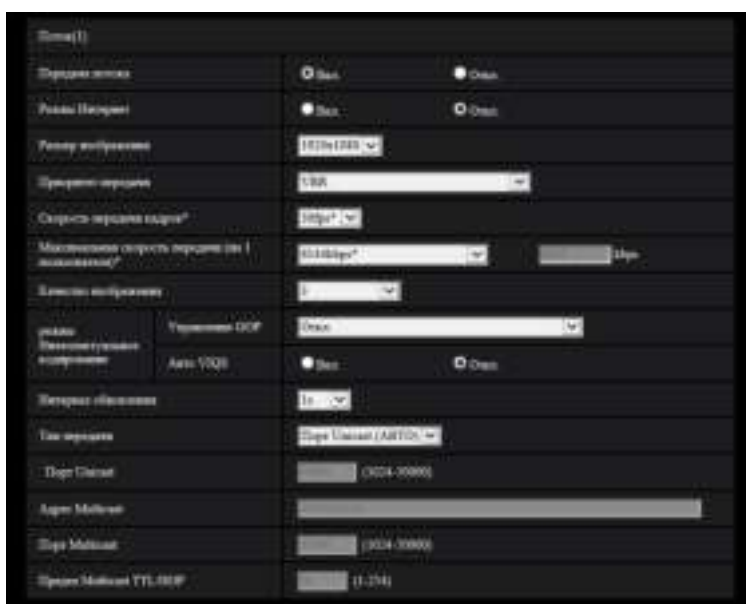 Поток(1)
Передача потока Вкл. Откл.
Режим Интернет Вкл. Откл.
Размер изображения 1920x1080
Приоритет передачи VBR
Скорость передачи кадров*
Максимальная скорость передачи (на 1 пользователя)* kbps
Качество изображения
режим Интеллектуального кодирования
Управление GOP Откл.
Авто VIQS Вкл. Откл.
Интервал обновления 1s
Тип передачи Порт Unicast (АВТО)
Порт Unicast (1024-50000)
Адрес Multicast
Порт Multicast (1024-50000)
Предел Multicast TTL/HOP (1-254)